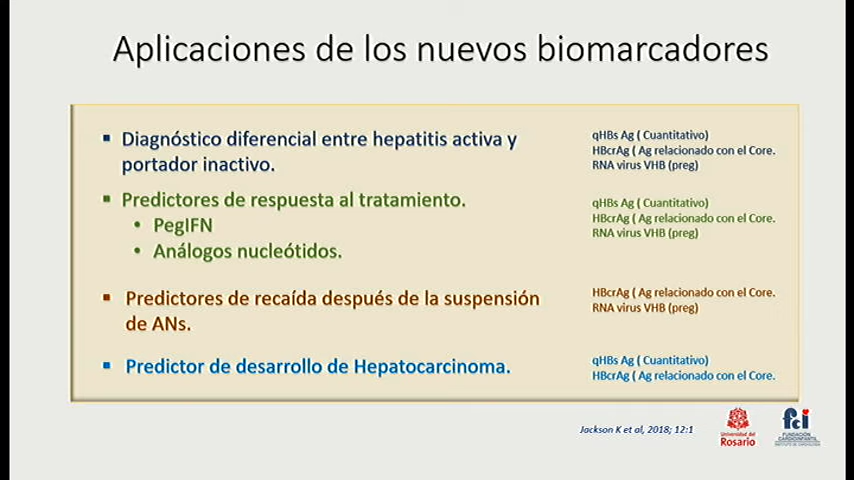 Aplicaciones de los nuevos biomarcadores
▪ Diagnóstico diferencial entre hepatitis activa y
portador inactivo.
qHBs Ag ( Cuantitativo)
HBcrAg ( Ag relacionado con el Core.
RNA virus VHB (preg)
▪ Predictores de respuesta al tratamiento.
• PegIFN
• Análogos nucleótidos.
qHBs Ag ( Cuantitativo)
HBcrAg ( Ag relacionado con el Core.
RNA virus VHB (preg)
▪ Predictores de recaída después de la suspensión
de ANs.
HBcrAg ( Ag relacionado con el Core.
RNA virus VHB (preg)
▪ Predictor de desarrollo de Hepatocarcinoma.
qHBs Ag ( Cuantitativo)
HBcrAg ( Ag relacionado con el Core.
Jackson K et al, 2018; 12:1
Universidad del
Rosario
fci
FUNDACIÓN
CARDIOINFANTIL